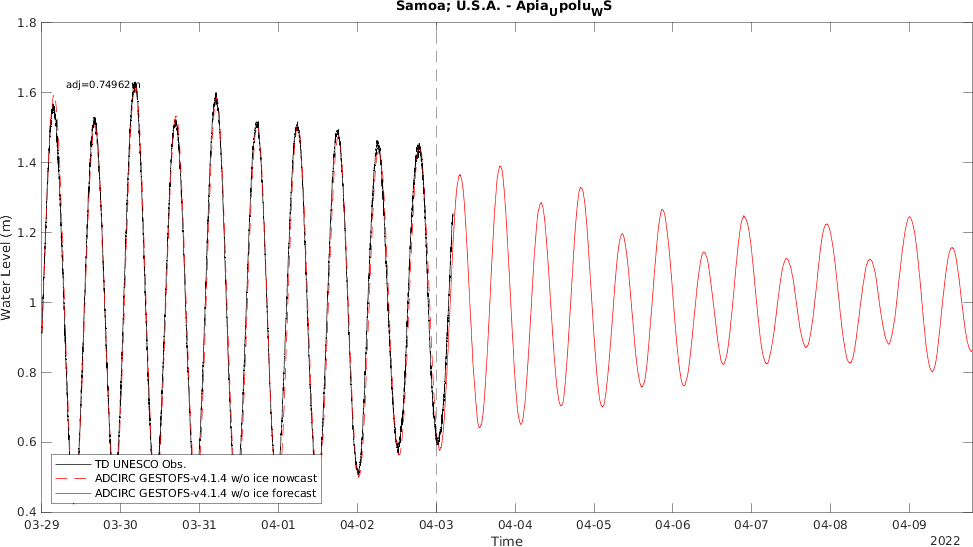 Samoa; U.S.A. - ApiaUpoluWS
1.8
1.6
1.4
1.2
1
0.8
0.6
0.4
Water Level (m)
adj=0.74962 m
TD UNESCO Obs.
ADCIRC GESTOFS-v4.1.4 w/o ice nowcast
ADCIRC GESTOFS-v4.1.4 w/o ice forecast
03-29 03-30 03-31 04-01 04-02 04-03 04-04 04-05 04-06 04-07 04-08 04-09
Time
2022